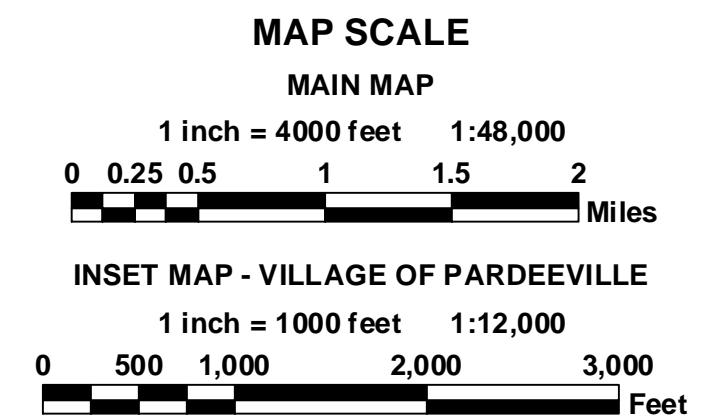 MAP SCALE
MAIN MAP
1 inch = 4000 feet 1:48,000
0 0.25 0.5 1 1.5 2
Miles
INSET MAP - VILLAGE OF PARDEEVILLE
1 inch = 1000 feet 1:12,000
0 500 1,000 2,000 3,000
Feet